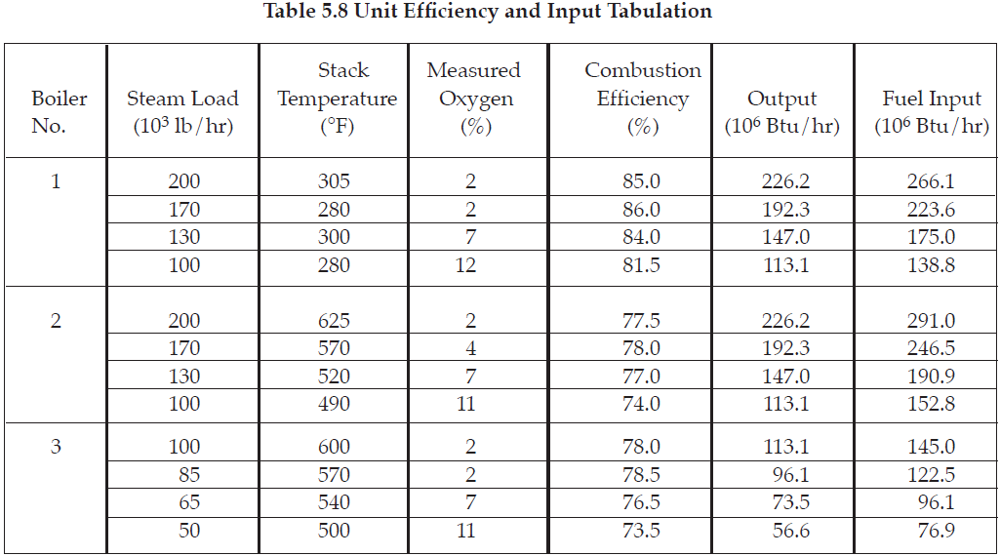 Table 5.8 Unit Efficiency and Input Tabulation
Stack Measured Combustion
Boiler Steam Load Temperature Oxygen Efficiency Output Fuel Input
No. (10³ lb/hr) (°F) (%) (%) (10⁶ Btu/hr) (10⁶ Btu/hr)
1 200 305 2 85.0 226.2 266.1
170 280 2 86.0 192.3 223.6
130 300 7 84.0 147.0 175.0
100 280 12 81.5 113.1 138.8
2 200 625 2 77.5 226.2 291.0
170 570 4 78.0 192.3 246.5
130 520 7 77.0 147.0 190.9
100 490 11 74.0 113.1 152.8
3 100 600 2 78.0 113.1 145.0
85 570 2 78.5 96.1 122.5
65 540 7 76.5 73.5 96.1
50 500 11 73.5 56.6 76.9